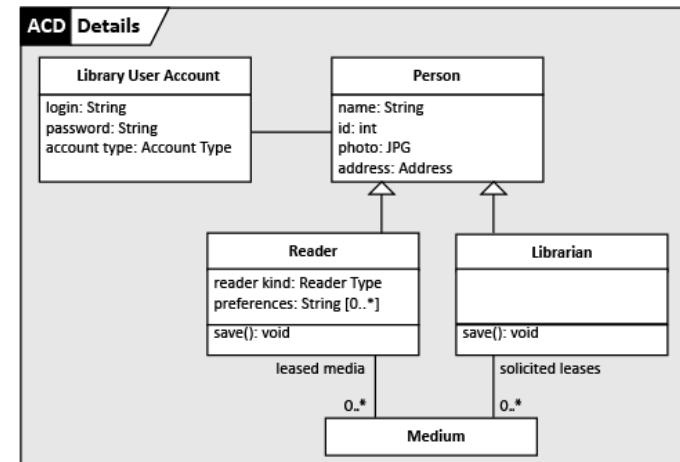 ACD Details
Library User Account
login: String
password: String
account type: Account Type
Person
name: String
id: int
photo: JPG
address: Address
Reader
reader kind: Reader Type
preferences: String [0..*]
save(): void
Librarian
save(): void
leased media
0..*
solicited leases
0..*
Medium